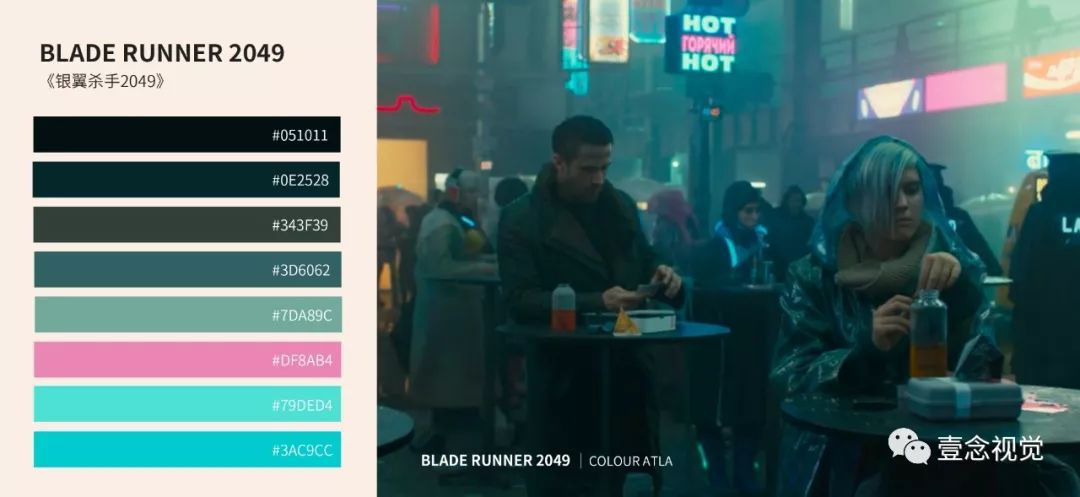 BLADE RUNNER 2049
《银翼杀手2049》
#051011
#0E2528
#343F39
#3D6062
#7DA89C
#DF8AB4
#79DED4
#3AC9CC
HOT
ГОРЯЧИЙ
HOT
LA
BLADE RUNNER 2049 | COLOUR ATLA
壹念视觉